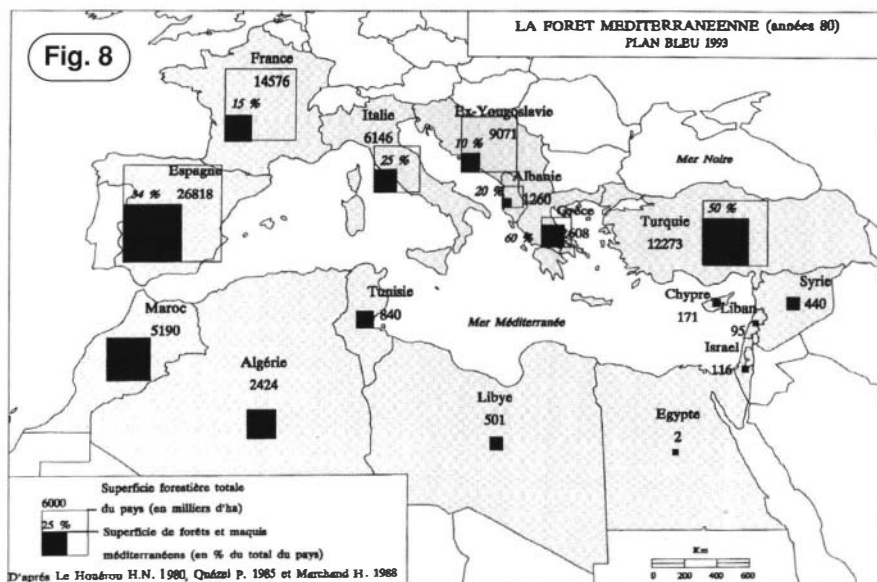 LA FORET MEDITERRANEENNE (années 80)
PLAN BLEU 1993
Fig. 8
France
14576
15 %
Italie
6146
25 %
Ex-Yougoslavie
9071
10 %
Mer Noire
Espagne
34 %
26818
Albanie
20 %
1260
Grèce
2608
60 %
Turquie
12273
50 %
Maroc
5190
Tunisie
840
Mer Méditerranée
Chypre
171
Liban
95
Syrie
440
Israel
116
Algérie
2424
Libye
501
Egypte
2
Superficie forestière totale
6000
du pays (en milliers d'ha)
25 %
Superficie de forêts et maquis
méditerranéens (en % du total du pays)
Km
0 200 400 600
D'après Le Houérou H.N. 1980, Quézel P. 1985 et Marchand H. 1988